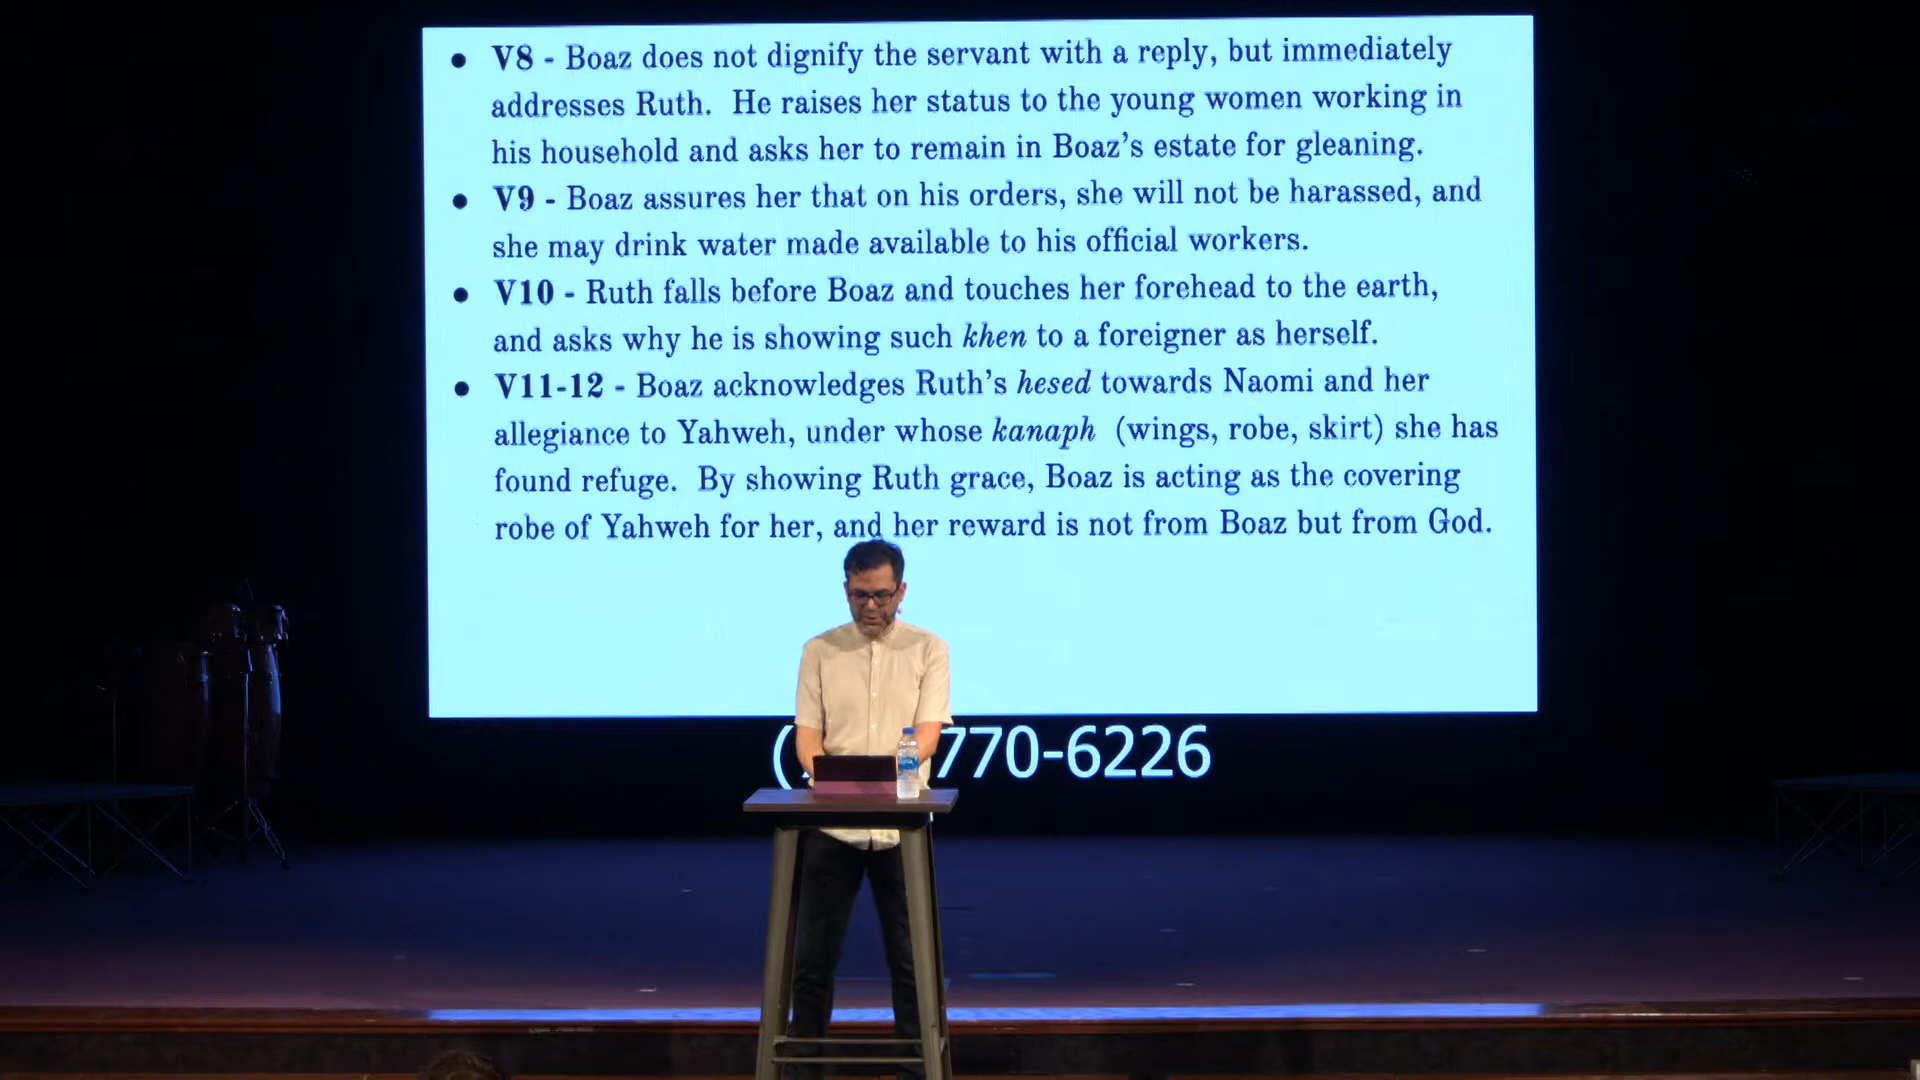 • V8 - Boaz does not dignify the servant with a reply, but immediately
addresses Ruth. He raises her status to the young women working in
his household and asks her to remain in Boaz’s estate for gleaning.
• V9 - Boaz assures her that on his orders, she will not be harassed, and
she may drink water made available to his official workers.
• V10 - Ruth falls before Boaz and touches her forehead to the earth,
and asks why he is showing such khen to a foreigner as herself.
• V11-12 - Boaz acknowledges Ruth’s hesed towards Naomi and her
allegiance to Yahweh, under whose kanaph (wings, robe, skirt) she has
found refuge. By showing Ruth grace, Boaz is acting as the covering
robe of Yahweh for her, and her reward is not from Boaz but from God.
( 770-6226